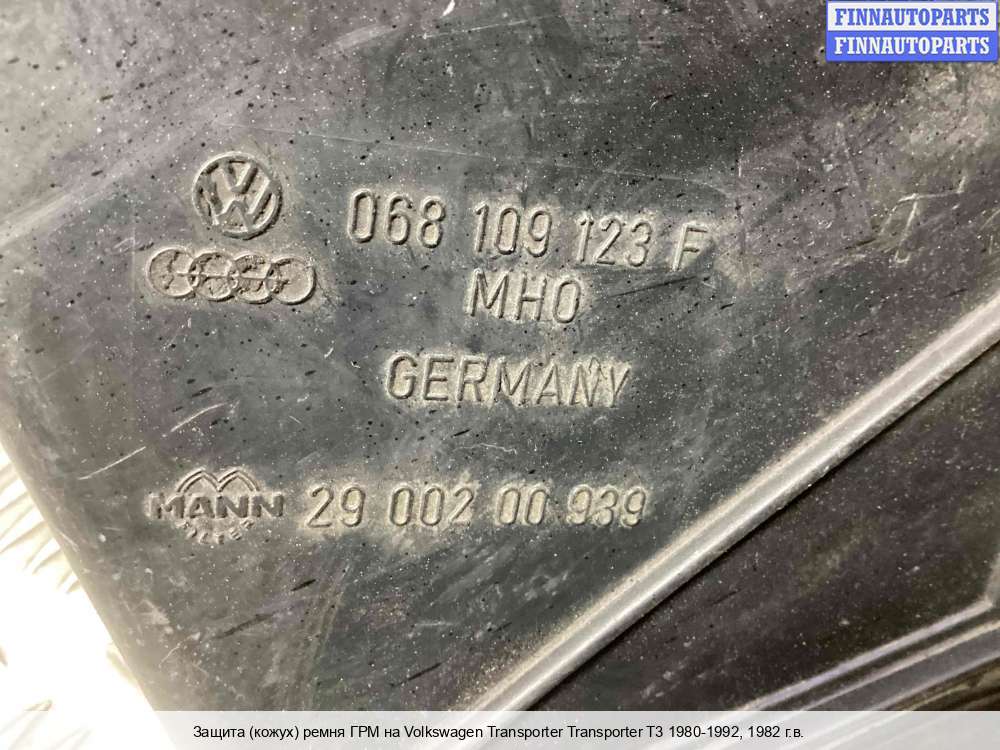 FINNAUTOPARTS
FINNAUTOPARTS
068 109 123 F
MHO
GERMANY
MANN
29 002 00 939
Защита (кожух) ремня ГРМ на Volkswagen Transporter Transporter T3 1980-1992, 1982 г.в.